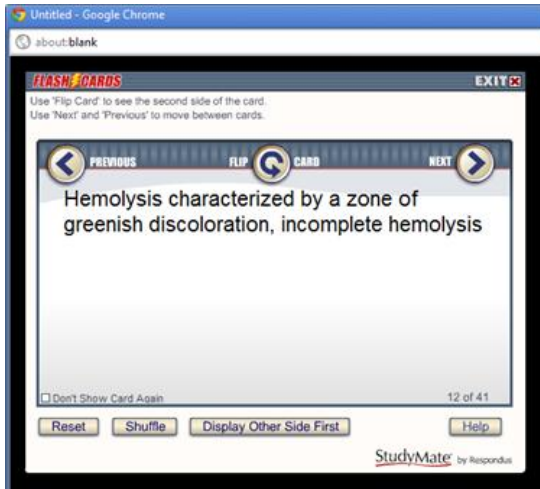 Untitled - Google Chrome
about:blank
FLASH CARDS
EXIT
Use 'Flip Card' to see the second side of the card.
Use 'Next' and 'Previous' to move between cards.
PREVIOUS
FLIP CARD
NEXT
Hemolysis characterized by a zone of
greenish discoloration, incomplete hemolysis
Don't Show Card Again
12 of 41
Reset
Shuffle
Display Other Side First
Help
StudyMate by Respondus